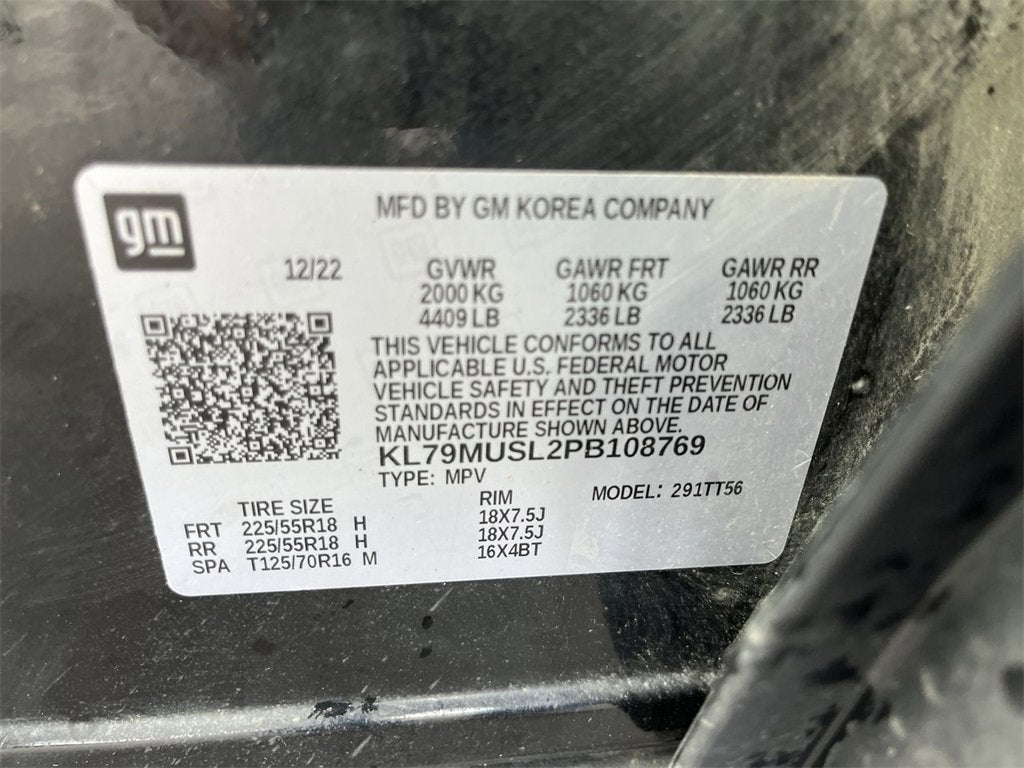 gm
MFD BY GM KOREA COMPANY
12/22 GVWR GAWR FRT GAWR RR
2000 KG 1060 KG 1060 KG
4409 LB 2336 LB 2336 LB
THIS VEHICLE CONFORMS TO ALL
APPLICABLE U.S. FEDERAL MOTOR
VEHICLE SAFETY AND THEFT PREVENTION
STANDARDS IN EFFECT ON THE DATE OF
MANUFACTURE SHOWN ABOVE.
KL79MUSL2PB108769
TYPE: MPV MODEL: 291TT56
TIRE SIZE RIM
FRT 225/55R18 H 18X7.5J
RR 225/55R18 H 18X7.5J
SPA T125/70R16 M 16X4BT